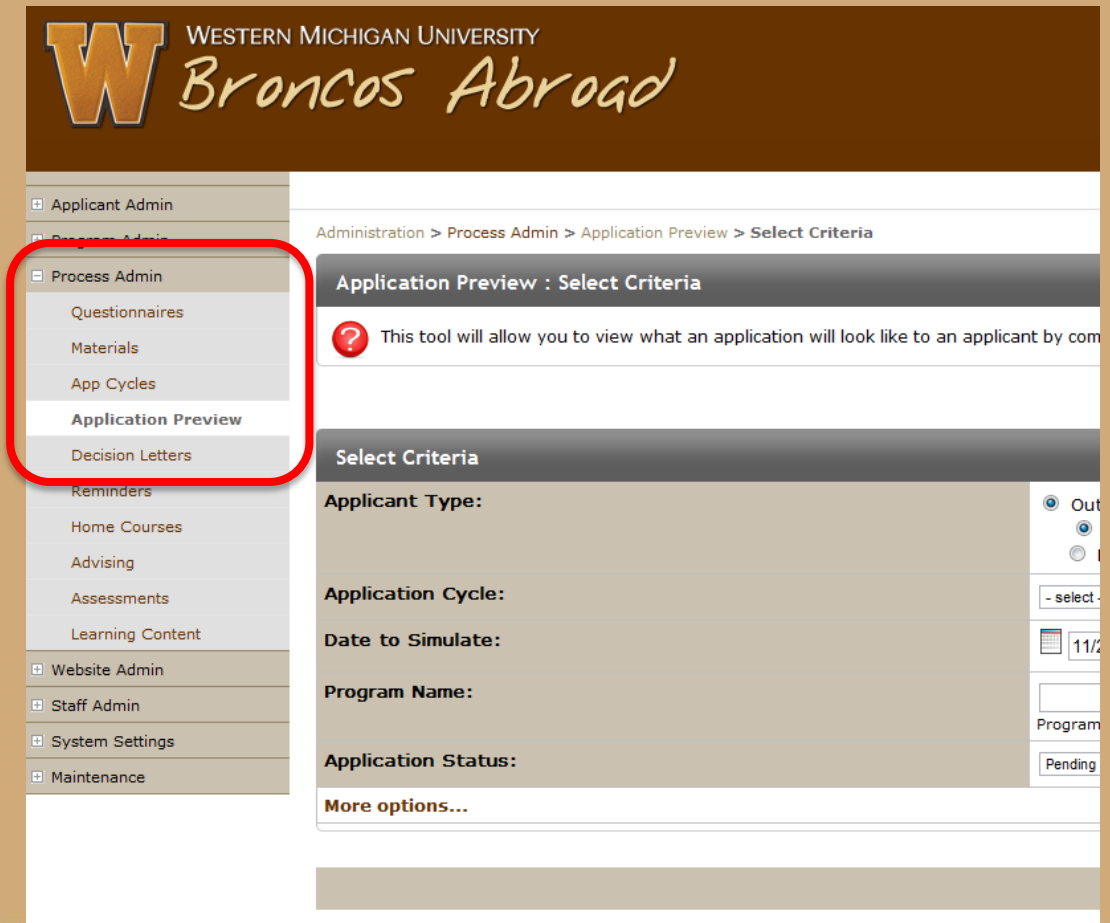 WESTERN MICHIGAN UNIVERSITY
Broncos Abroad
Applicant Admin
Program Admin
Process Admin
Questionnaires
Materials
App Cycles
Application Preview
Decision Letters
Reminders
Home Courses
Advising
Assessments
Learning Content
Website Admin
Staff Admin
System Settings
Maintenance
Administration > Process Admin > Application Preview > Select Criteria
Application Preview : Select Criteria
This tool will allow you to view what an application will look like to an applicant by
Select Criteria
Applicant Type:
Application Cycle:
- select -
Date to Simulate:
11/
Program Name:
Program
Application Status:
Pending
More options...